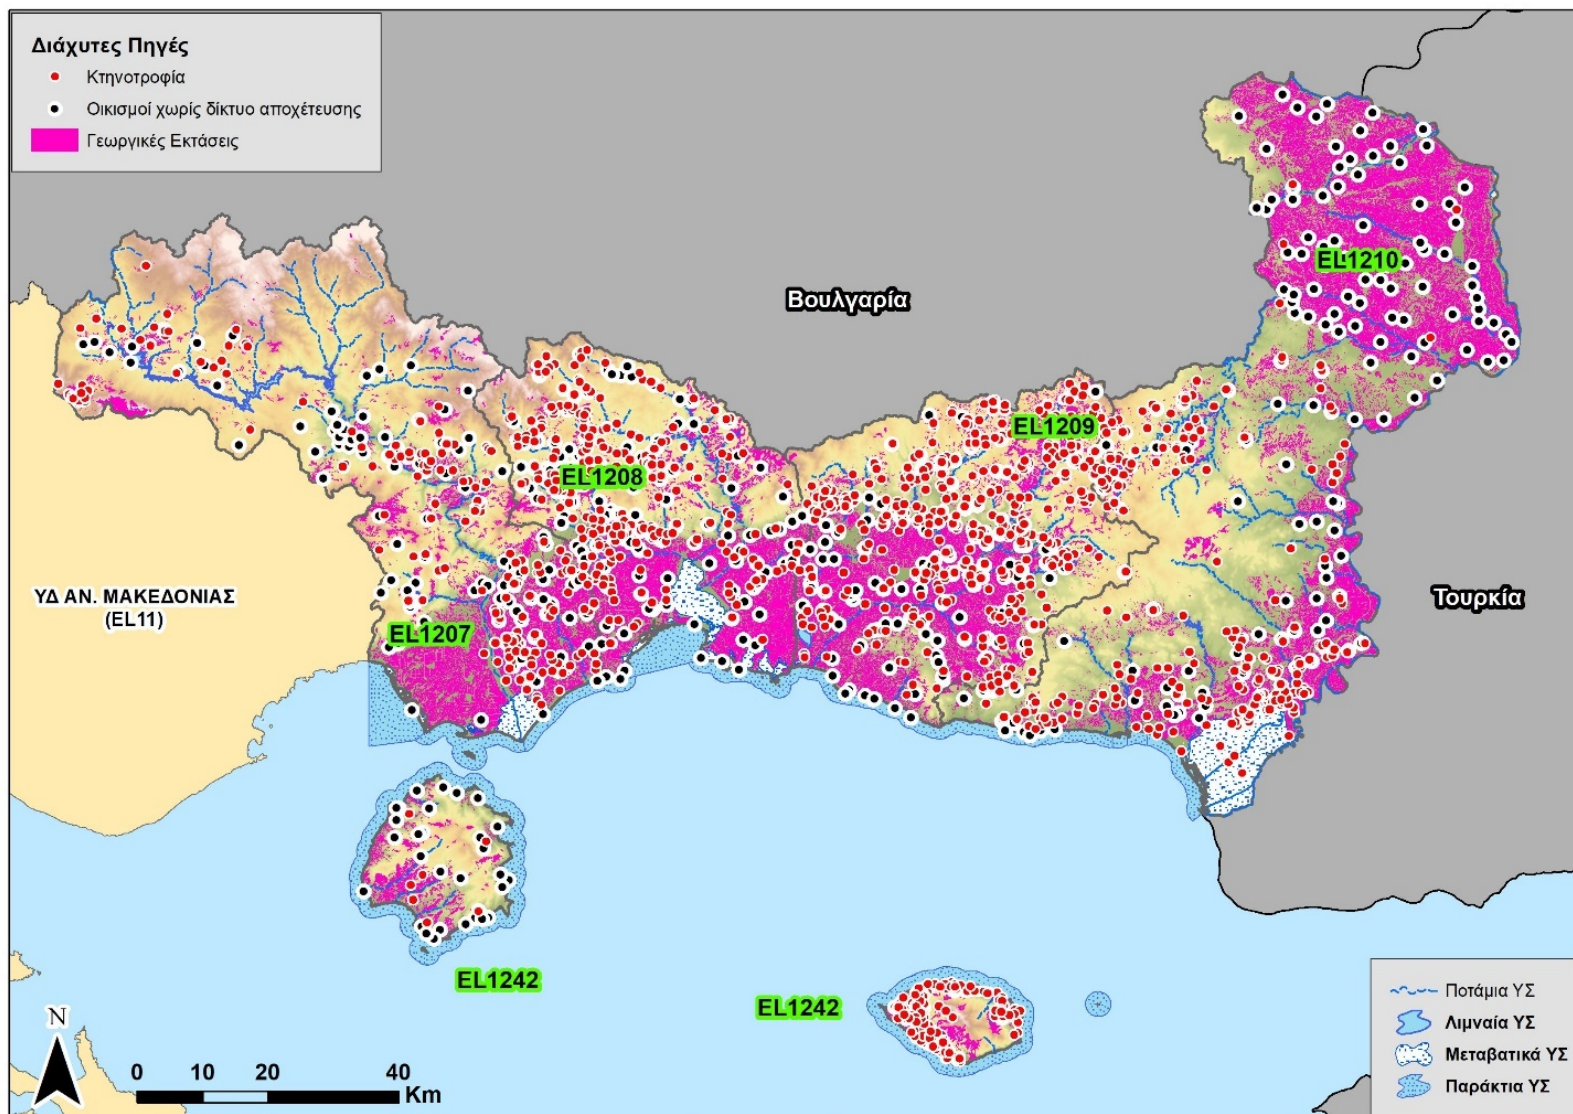 Διάχυτες Πηγές
Κτηνοτροφία
Οικισμοί χωρίς δίκτυο αποχέτευσης
Γεωργικές Εκτάσεις
Βουλγαρία
EL1210
EL1209
EL1208
ΥΔ ΑΝ. ΜΑΚΕΔΟΝΙΑΣ
(EL11)
Τουρκία
EL1207
EL1242
EL1242
N
0 10 20 40
Km
Ποτάμια ΥΣ
Λιμναία ΥΣ
Μεταβατικά ΥΣ
Παράκτια ΥΣ